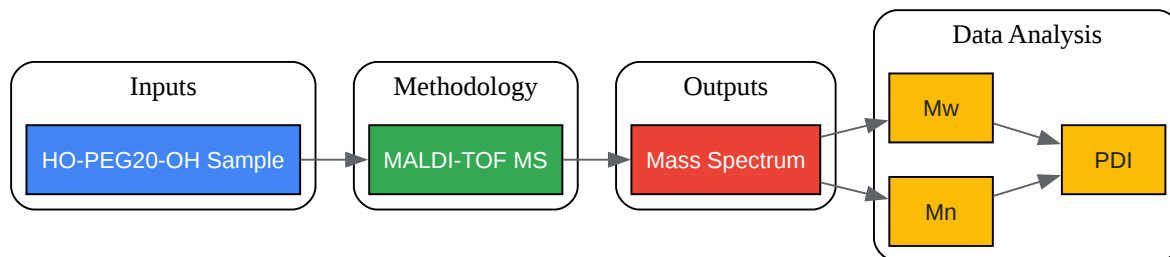 Inputs
HO-PEG20-OH Sample
Methodology
MALDI-TOF MS
Outputs
Mass Spectrum
Data Analysis
Mw
Mn
PDI